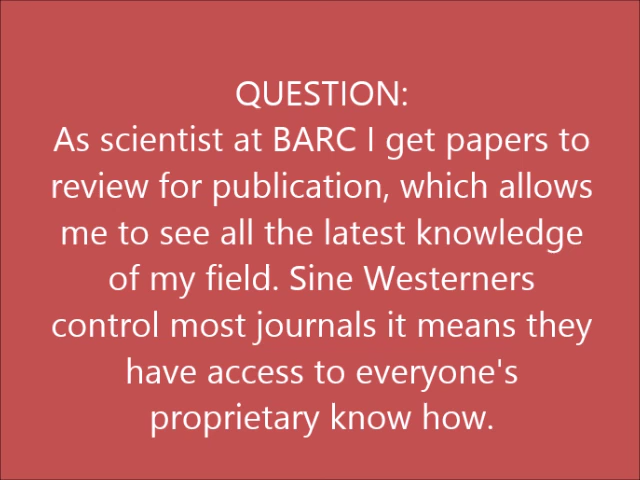 QUESTION:
As scientist at BARC I get papers to
review for publication, which allows
me to see all the latest knowledge
of my field. Sine Westerners
control most journals it means they
have access to everyone's
proprietary know how.